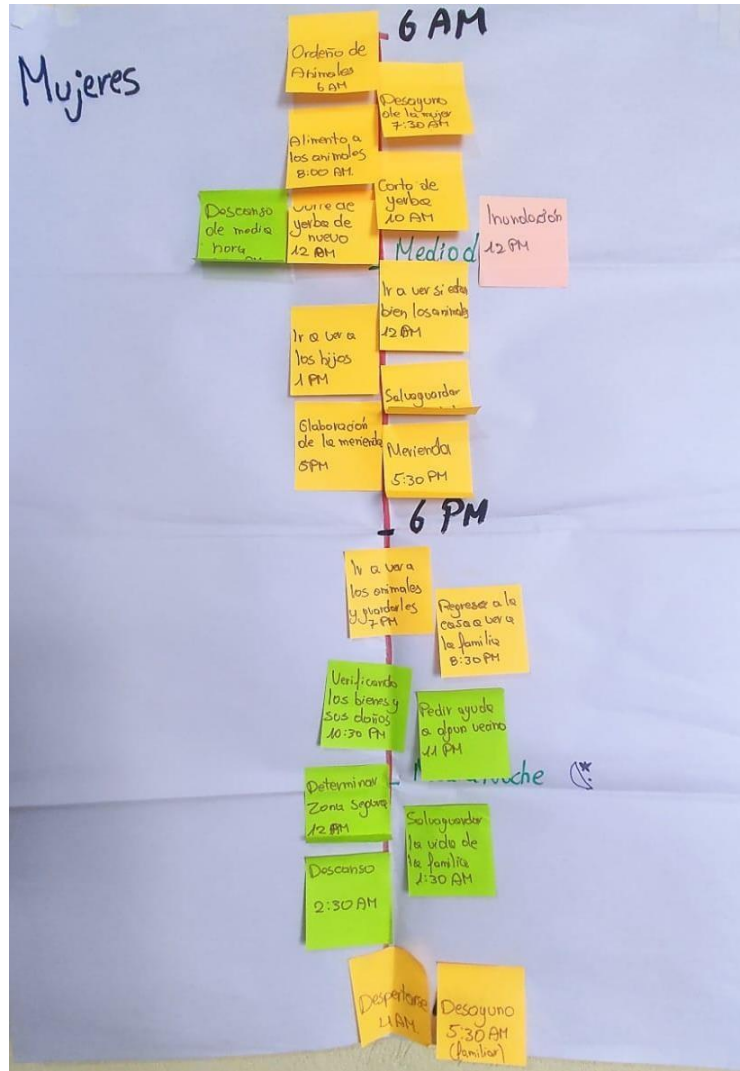 Mujeres
6 AM
Ordeño de
Animales
6 AM
Desayuno
de la mujer
7:30 AM
Alimento a
los animales
8:00 AM.
Corto de
yerba
10 AM
Descanso
de media
hora
yerba de
nuevo
12 AM
Inundación
12 PM
Medio d
Ir a ver si estan
bien los animales
12 AM
Ir a ver a
los hijos
1 PM
Salvaguardar
Elaboración
de la merienda
5PM
Merienda
5:30 PM
6 PM
Ir a ver a
los animales
y guardarles
7 PM
Regresar a la
casa a ver a
la familia
8:30 PM
Verificando
los bienes y
sus daños
10:30 PM
Pedir ayuda
a algun vecino
11 PM
noche
Determinar
Zona segura
12 AM
Salvaguardar
la vida de
la familia
1:30 AM
Descanso
2:30 AM
Despertarse
4 AM.
Desayuno
5:30 AM
(familiar)